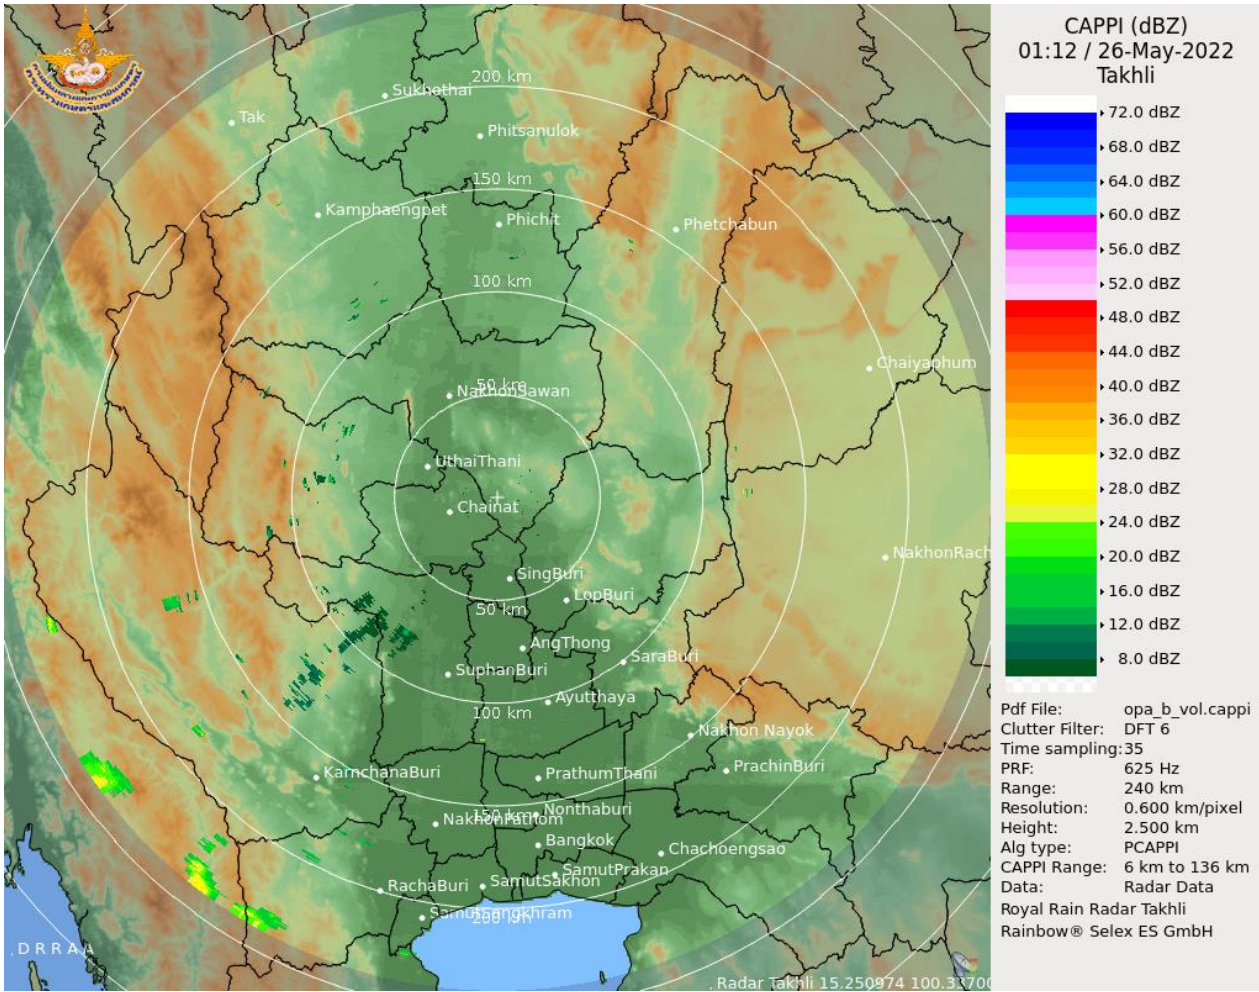 CAPPI (dBZ)
01:12 / 26-May-2022
Takhli
72.0 dBZ
68.0 dBZ
64.0 dBZ
60.0 dBZ
56.0 dBZ
52.0 dBZ
48.0 dBZ
44.0 dBZ
40.0 dBZ
36.0 dBZ
32.0 dBZ
28.0 dBZ
24.0 dBZ
20.0 dBZ
16.0 dBZ
12.0 dBZ
8.0 dBZ
Pdf File: opa_b_vol.cappi
Clutter Filter: DFT 6
Time sampling:35
PRF: 625 Hz
Range: 240 km
Resolution: 0.600 km/pixel
Height: 2.500 km
Alg type: PCAPPI
CAPPI Range: 6 km to 136 km
Data: Radar Data
Royal Rain Radar Takhli
Rainbow® Selex ES GmbH
200 km
Sukhothai
Tak
Phitsanulok
150 km
Kamphaengpet
Phichit
Phetchabun
100 km
Chaiyaphum
50 km
NakhonSawan
UthaiThani
Chainat
NakhonRach
SingBuri
LopBuri
50 km
AngThong
SaraBuri
SuphanBuri
Ayutthaya
100 km
Nakhon Nayok
KarnchanaBuri
PrathumThani
PrachinBuri
150 km
Nonthaburi
NakhonPathom
Bangkok
Chachoengsao
SamutPrakan
RachaBuri
SamutSakhon
SamutSongkhram
200 km
DRRAA
Radar Takhli 15.250974 100.33700